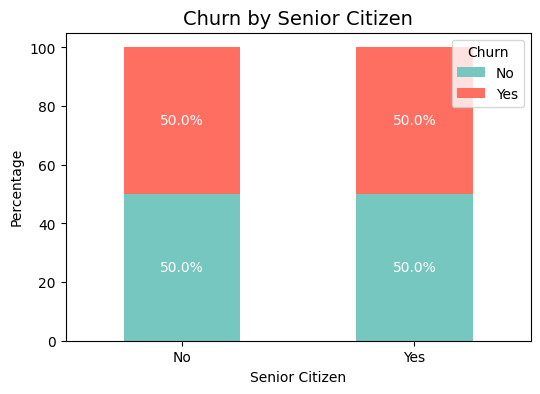 Churn by Senior Citizen
Churn
No
Yes
100
80
60
40
20
0
Percentage
50.0%
50.0%
50.0%
50.0%
No
Yes
Senior Citizen